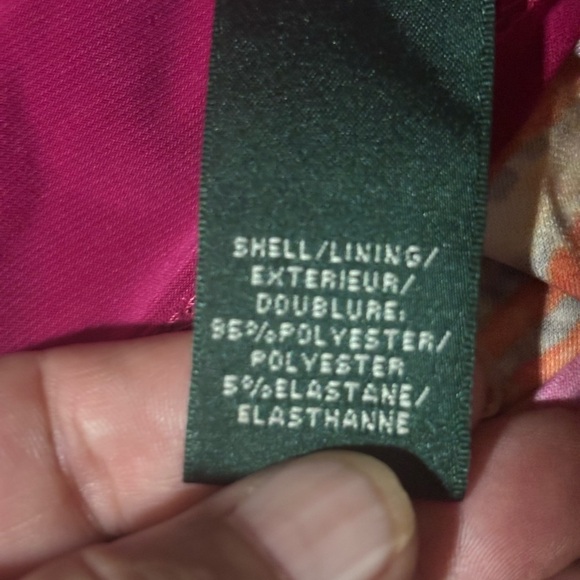 SHELL/LINING/
EXTERIEUR/
DOUBLURE:
95%POLYESTER/
POLYESTER
5%ELASTANE/
ELASTHANNE